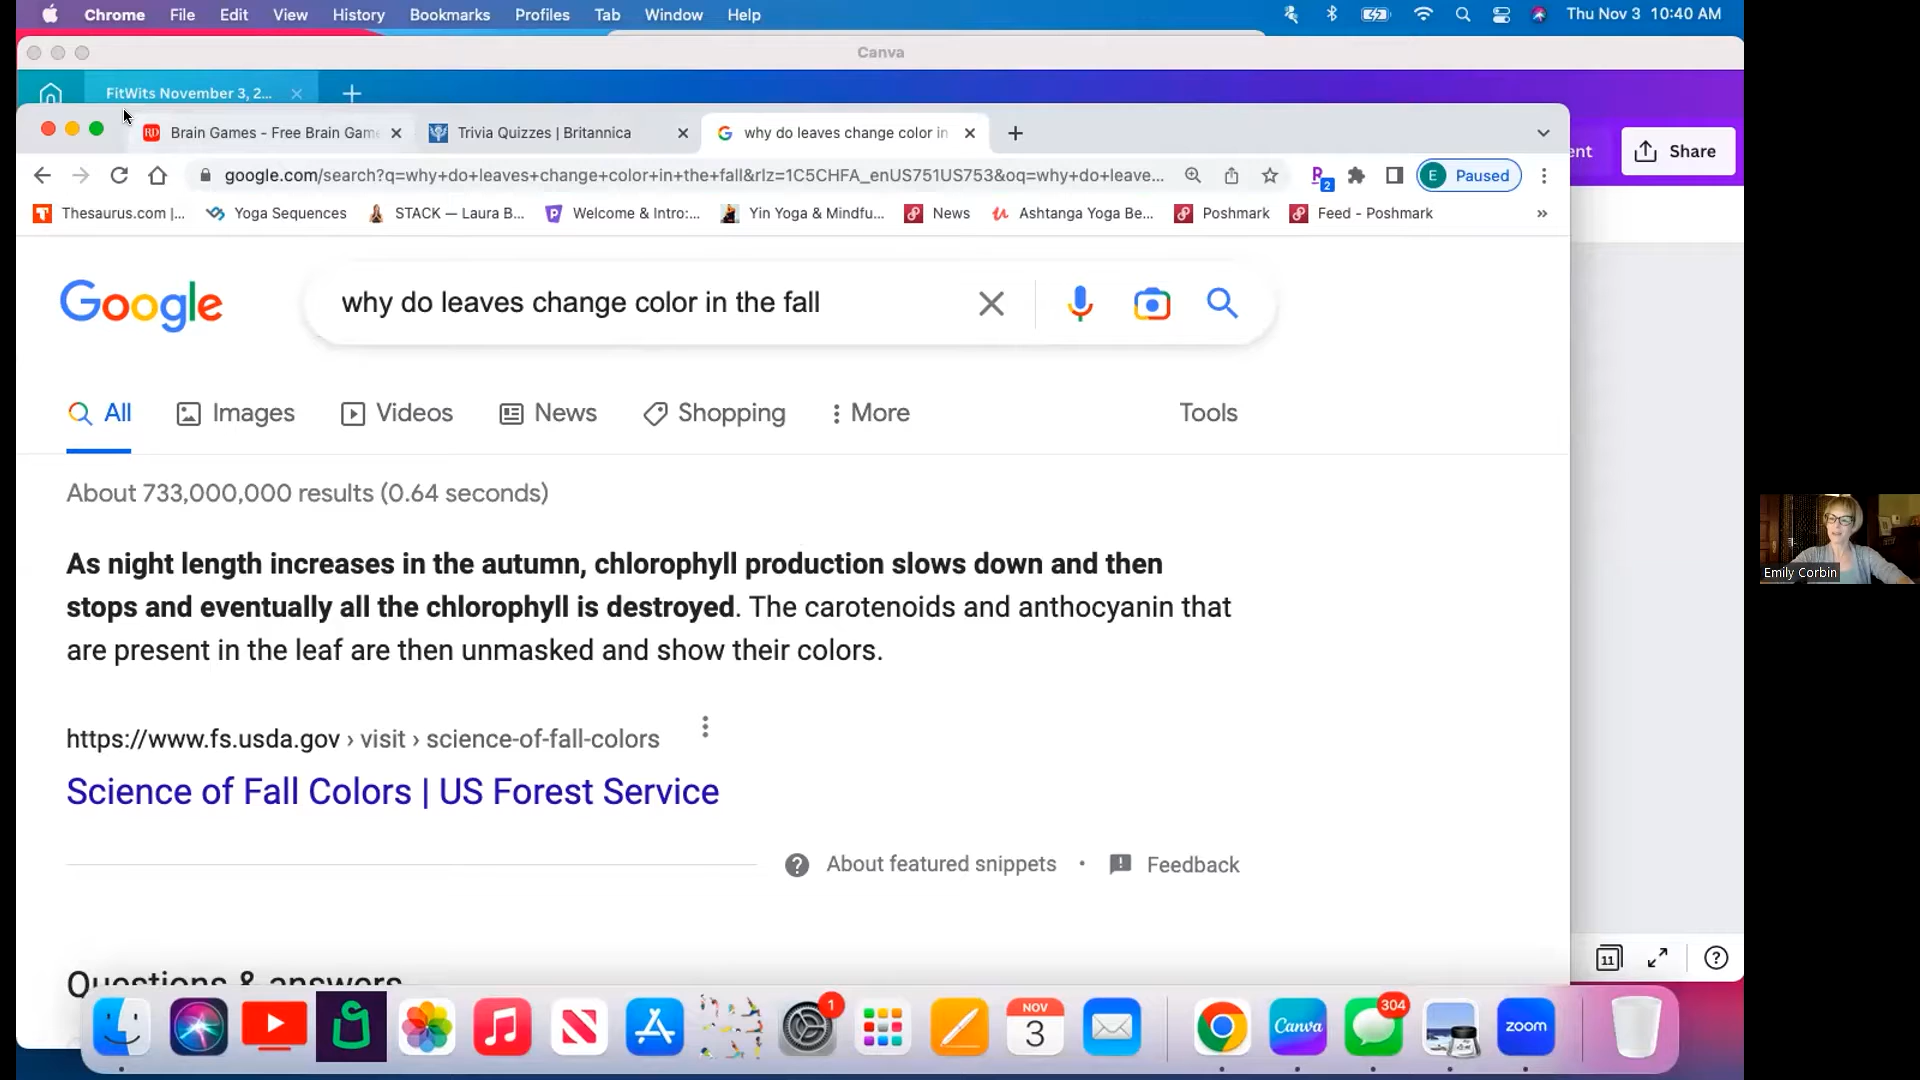 Chrome File Edit View History Bookmarks Profiles Tab Window Help Thu Nov 3 10:40 AM
Canva
FitWits November 3, 2...
Brain Games - Free Brain Game
Trivia Quizzes | Britannica
why do leaves change color in
Share
google.com/search?q=why+do+leaves+change+color+in+the+fall&rlz=1C5CHFA_enUS751US753&oq=why+do+leave...
2
E Paused
Thesaurus.com |... Yoga Sequences STACK — Laura B... Welcome & Intro:... Yin Yoga & Mindfu... News Ashtanga Yoga Be... Poshmark Feed - Poshmark »
Google
why do leaves change color in the fall
All Images Videos News Shopping More Tools
About 733,000,000 results (0.64 seconds)
As night length increases in the autumn, chlorophyll production slows down and then
stops and eventually all the chlorophyll is destroyed. The carotenoids and anthocyanin that
are present in the leaf are then unmasked and show their colors.
Emily Corbin
https://www.fs.usda.gov › visit › science-of-fall-colors
Science of Fall Colors | US Forest Service
About featured snippets • Feedback
11
Questions & answers
1
NOV
3
Canva
304
zoom